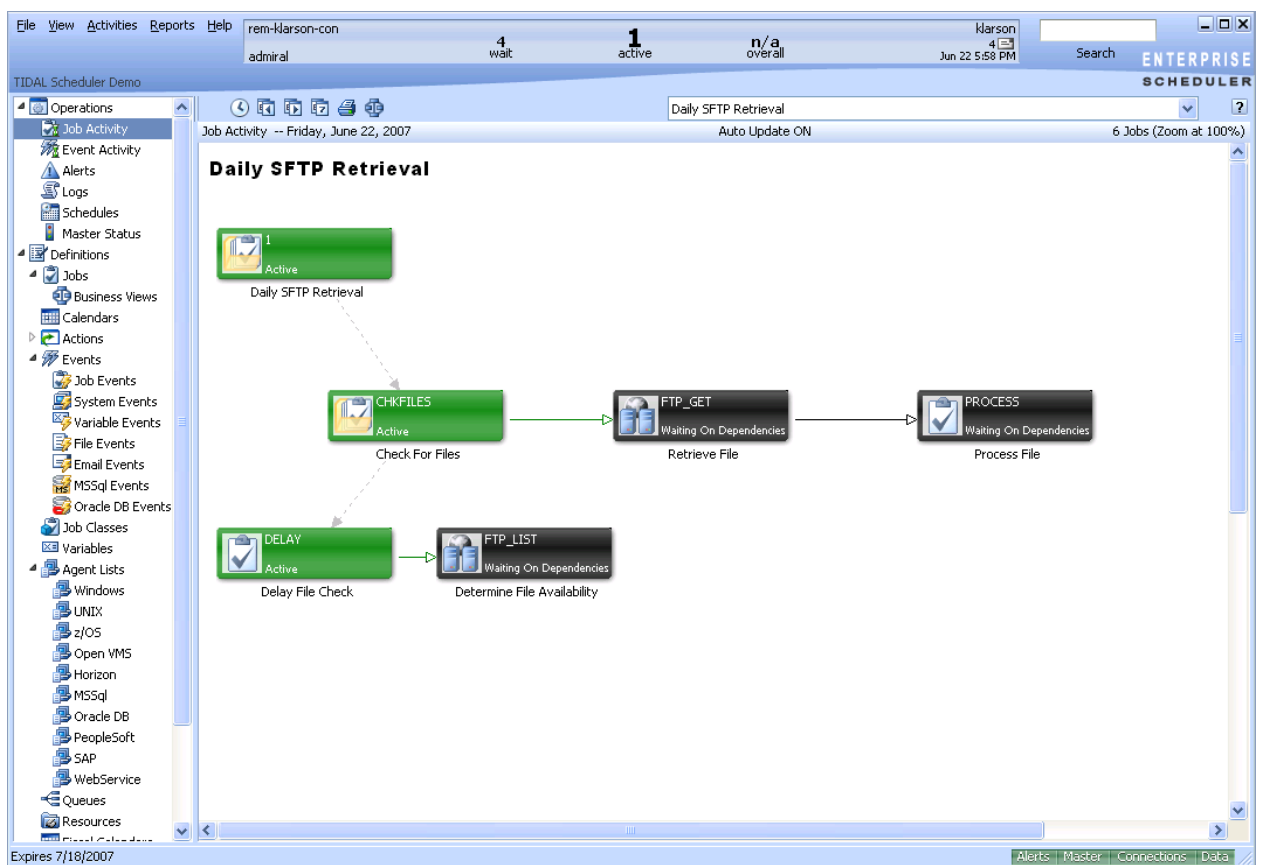 File View Activities Reports Help
rem-klarson-con
admiral
4
wait
1
active
n/a
overall
klarson
4
Jun 22 5:58 PM
Search
ENTERPRISE
SCHEDULER
TIDAL Scheduler Demo
Operations
Job Activity
Event Activity
Alerts
Logs
Schedules
Master Status
Definitions
Jobs
Business Views
Calendars
Actions
Events
Job Events
System Events
Variable Events
File Events
Email Events
MSSql Events
Oracle DB Events
Job Classes
Variables
Agent Lists
Windows
UNIX
z/OS
Open VMS
Horizon
MSSql
Oracle DB
PeopleSoft
SAP
WebService
Queues
Resources
Daily SFTP Retrieval
?
Job Activity -- Friday, June 22, 2007
Auto Update ON
6 Jobs (Zoom at 100%)
Daily SFTP Retrieval
1
Active
Daily SFTP Retrieval
CHKFILES
Active
Check For Files
FTP_GET
Waiting On Dependencies
Retrieve File
PROCESS
Waiting On Dependencies
Process File
DELAY
Active
Delay File Check
FTP_LIST
Waiting On Dependencies
Determine File Availability
Expires 7/18/2007
Alerts Master Connections Data